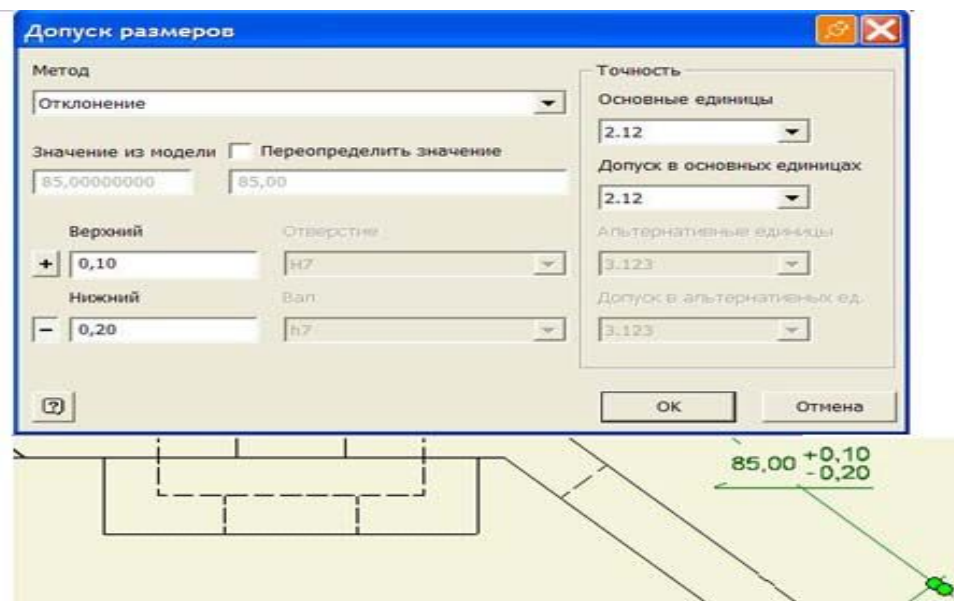 Допуск размеров
Метод
Отклонение
Значение из модели
Переопределить значение
85,00000000
85,00
Верхний
Отверстие
+
0,10
H7
Нижний
Вал
-
0,20
h7
Точность
Основные единицы
2.12
Допуск в основных единицах
2.12
Альтернативные единицы
3.123
Допуск в альтернативных ед.
3.123
?
ОК
Отмена
85,00 +0,10
-0,20